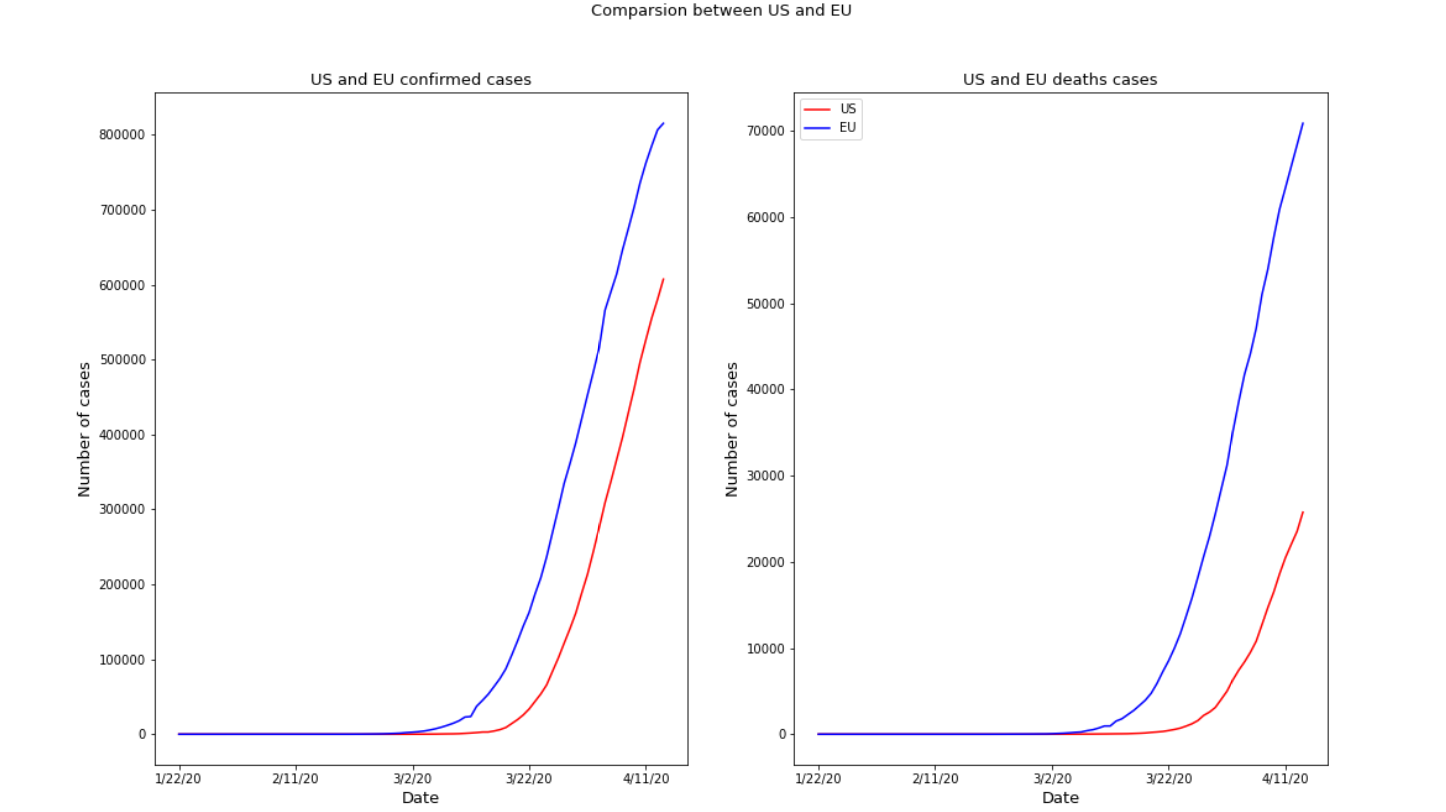 Comparsion between US and EU
US and EU confirmed cases
800000
700000
600000
500000
400000
300000
200000
100000
0
Number of cases
1/22/20 2/11/20 3/2/20 3/22/20 4/11/20
Date
US and EU deaths cases
US
EU
70000
60000
50000
40000
30000
20000
10000
0
Number of cases
1/22/20 2/11/20 3/2/20 3/22/20 4/11/20
Date